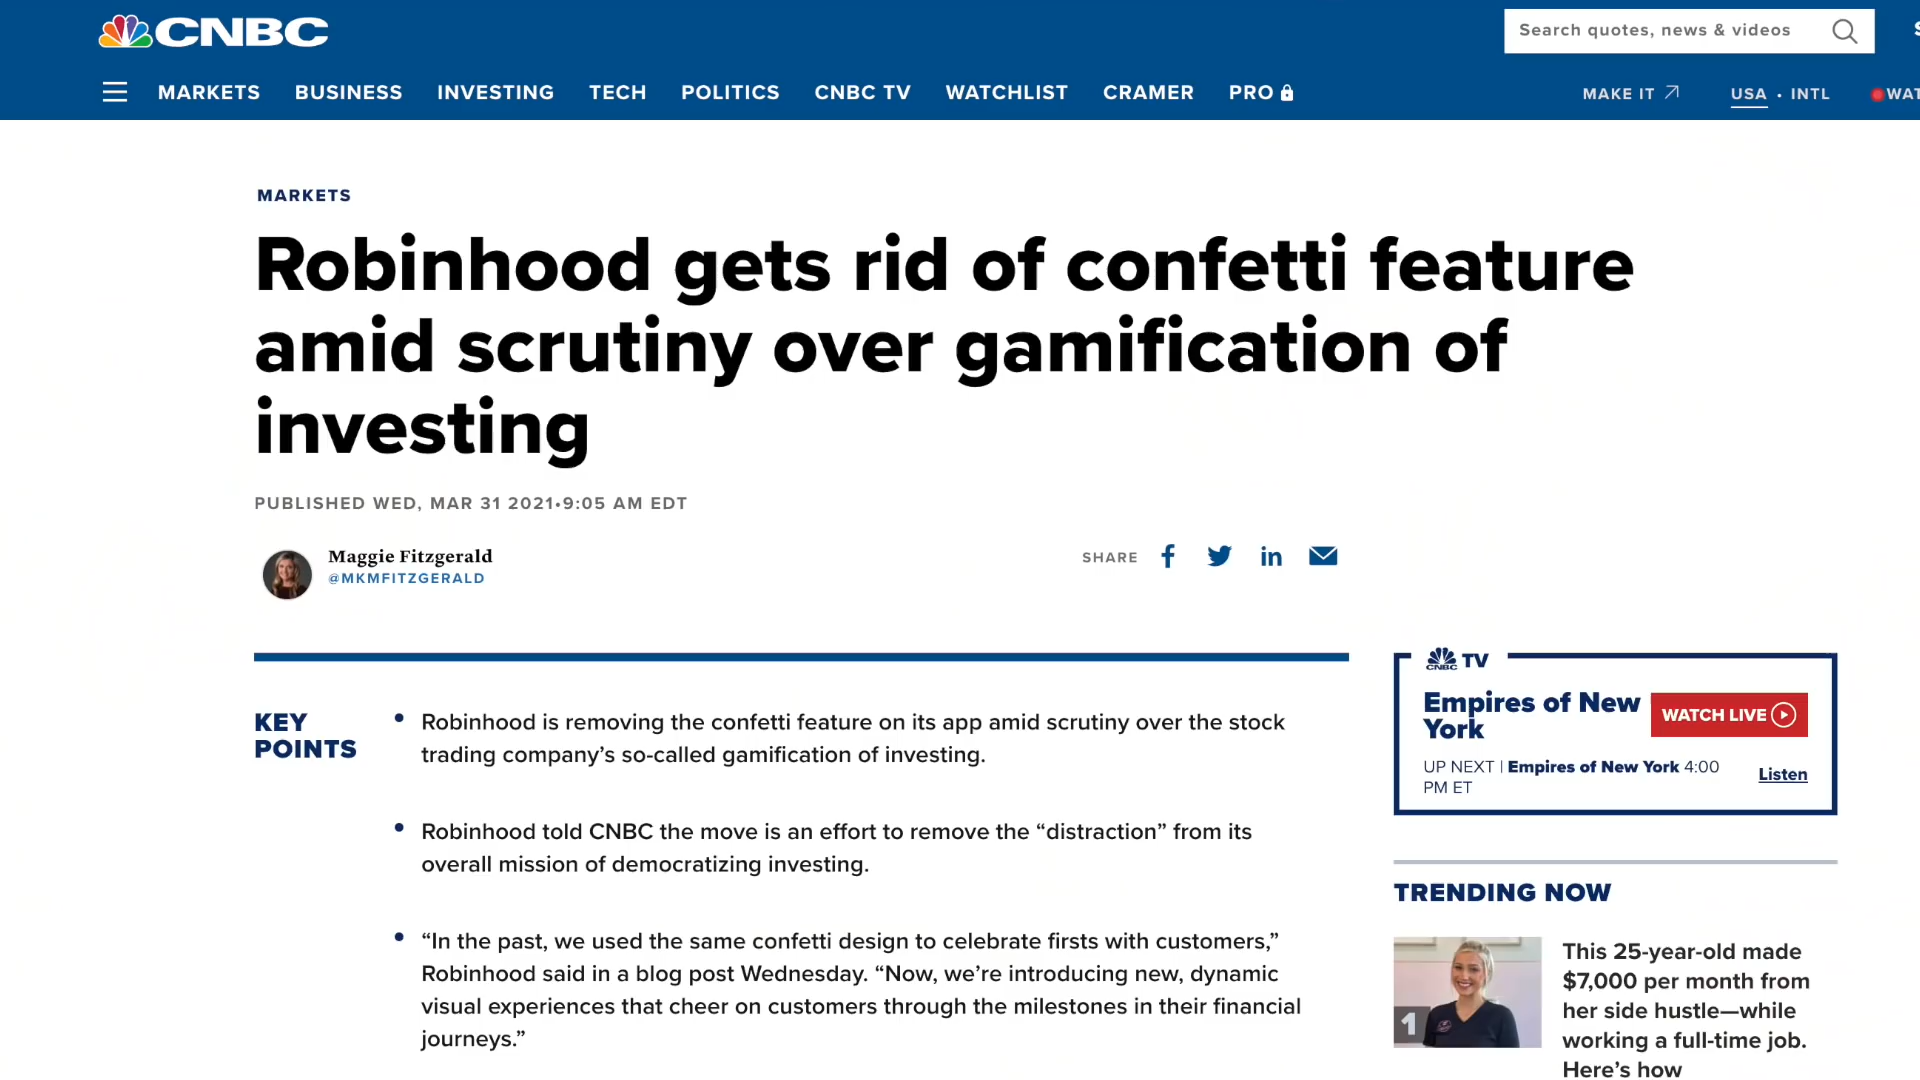 CNBC
Search quotes, news & videos
MARKETS BUSINESS INVESTING TECH POLITICS CNBC TV WATCHLIST CRAMER PRO
MAKE IT USA • INTL WAT
MARKETS
Robinhood gets rid of confetti feature
amid scrutiny over gamification of
investing
PUBLISHED WED, MAR 31 2021•9:05 AM EDT
Maggie Fitzgerald
@MKMFITZGERALD
SHARE
KEY
POINTS
• Robinhood is removing the confetti feature on its app amid scrutiny over the stock
trading company’s so-called gamification of investing.
• Robinhood told CNBC the move is an effort to remove the “distraction” from its
overall mission of democratizing investing.
• “In the past, we used the same confetti design to celebrate firsts with customers,”
Robinhood said in a blog post Wednesday. “Now, we’re introducing new, dynamic
visual experiences that cheer on customers through the milestones in their financial
journeys.”
CNBC TV
Empires of New
York
WATCH LIVE
UP NEXT | Empires of New York 4:00
PM ET
Listen
TRENDING NOW
1
This 25-year-old made
$7,000 per month from
her side hustle—while
working a full-time job.
Here’s how